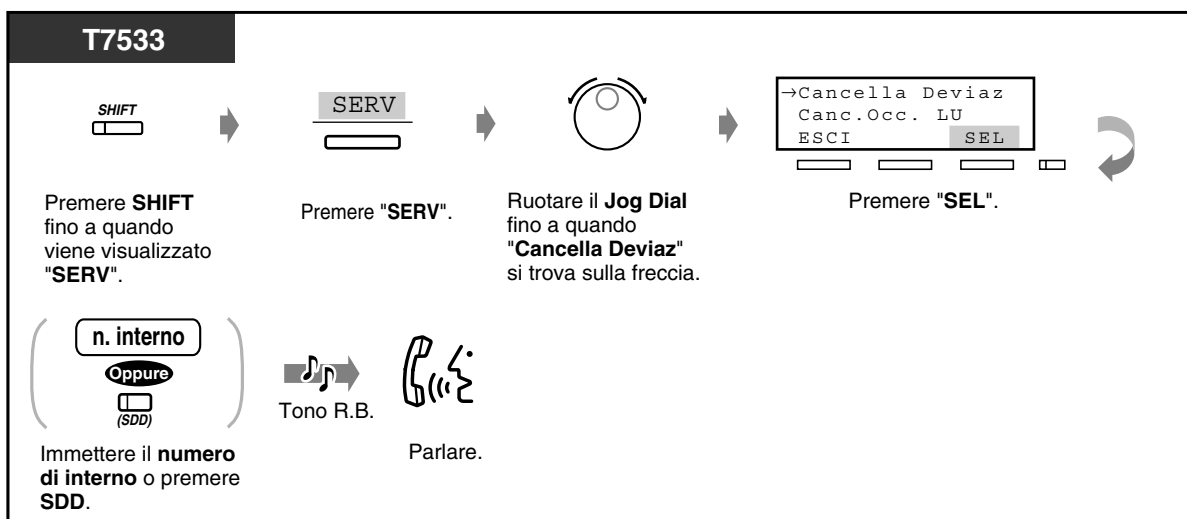 T7533
SHIFT
SERV
→Cancella Deviaz
Canc.Occ. LU
ESCI SEL
Premere SHIFT
fino a quando
viene visualizzato
"SERV".
Premere "SERV".
Ruotare il Jog Dial
fino a quando
"Cancella Deviaz"
si trova sulla freccia.
Premere "SEL".
n. interno
Oppure
(SDD)
Immettere il numero
di interno o premere
SDD.
Tono R.B.
Parlare.